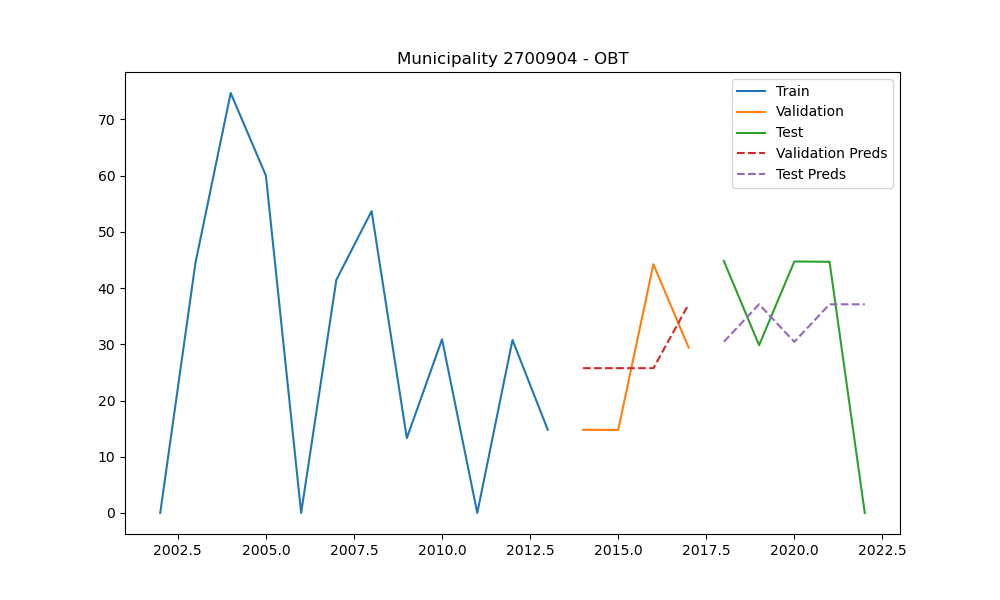 Municipality 2700904 - OBT
Train
Validation
Test
Validation Preds
Test Preds
70
60
50
40
30
20
10
0
2002.5 2005.0 2007.5 2010.0 2012.5 2015.0 2017.5 2020.0 2022.5